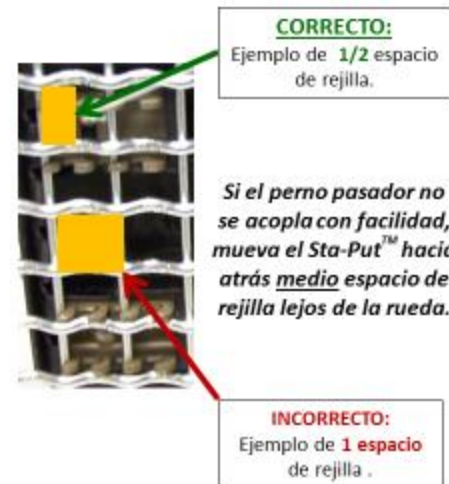 CORRECTO:
Ejemplo de 1/2 espacio
de rejilla.
Si el perno pasador no
se acopla con facilidad,
mueva el Sta-Put™ hacia
atrás medio espacio de
rejilla lejos de la rueda.
INCORRECTO:
Ejemplo de 1 espacio
de rejilla .